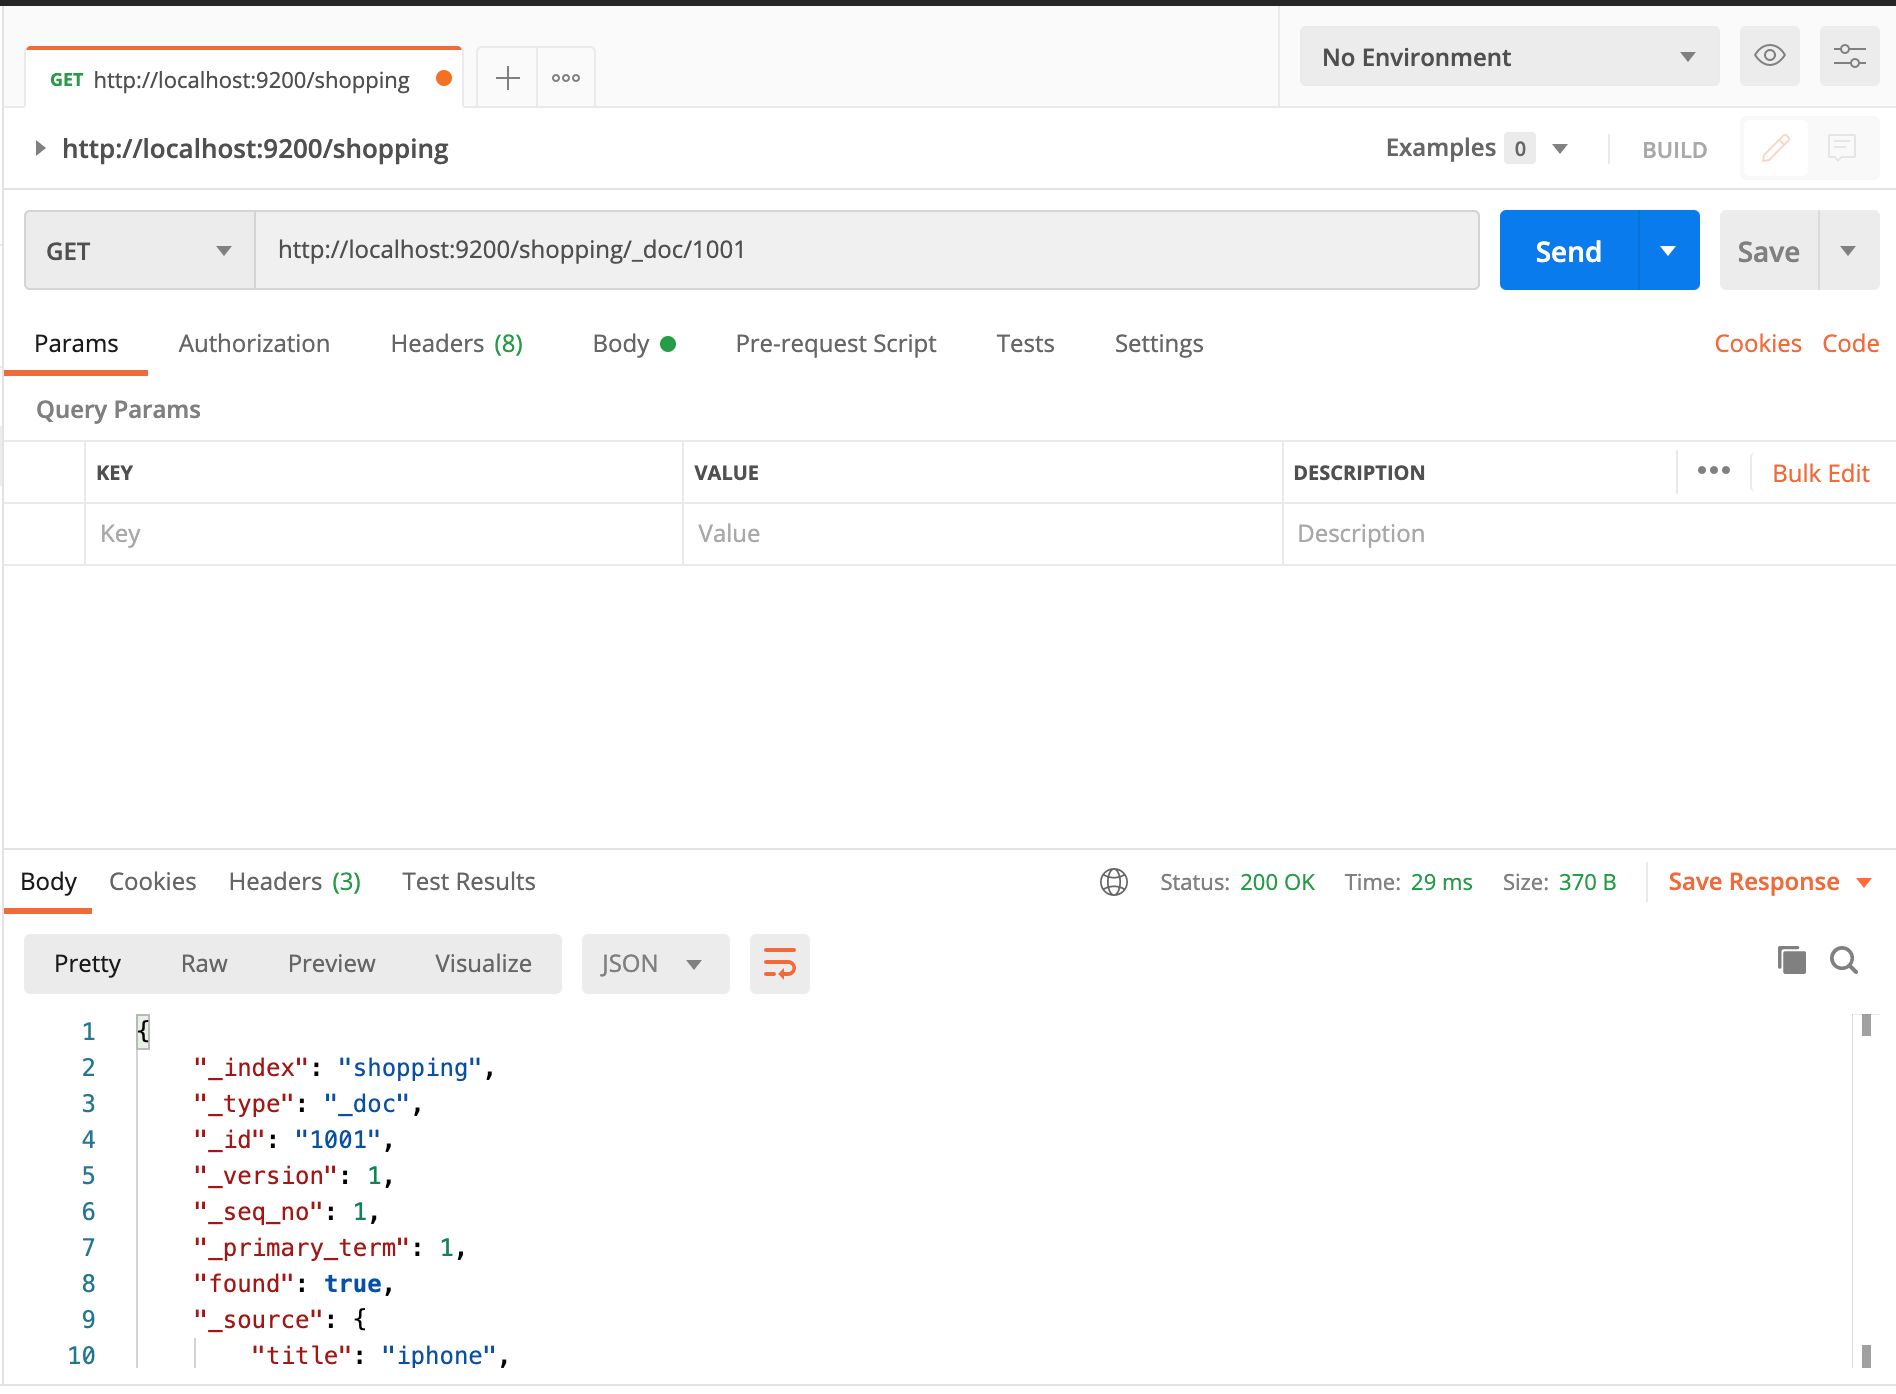 GET http://localhost:9200/shopping
No Environment
http://localhost:9200/shopping
Examples 0
BUILD
GET http://localhost:9200/shopping/_doc/1001
Send
Save
Params Authorization Headers (8) Body Pre-request Script Tests Settings
Cookies Code
Query Params
KEY VALUE DESCRIPTION
Bulk Edit
Key Value Description
Body Cookies Headers (3) Test Results
Status: 200 OK Time: 29 ms Size: 370 B
Save Response
Pretty Raw Preview Visualize JSON
1 {
2 "_index": "shopping",
3 "_type": "_doc",
4 "_id": "1001",
5 "_version": 1,
6 "_seq_no": 1,
7 "_primary_term": 1,
8 "found": true,
9 "_source": {
10 "title": "iphone",